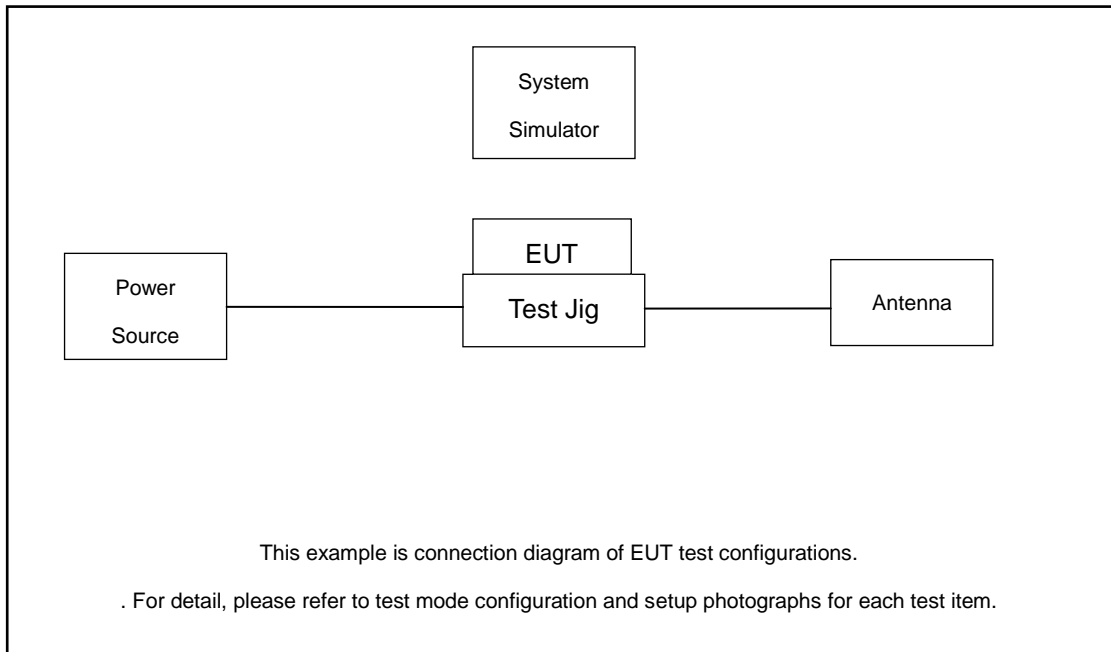 System
Simulator
EUT
Power
Source
Test Jig
Antenna
This example is connection diagram of EUT test configurations.
. For detail, please refer to test mode configuration and setup photographs for each test item.